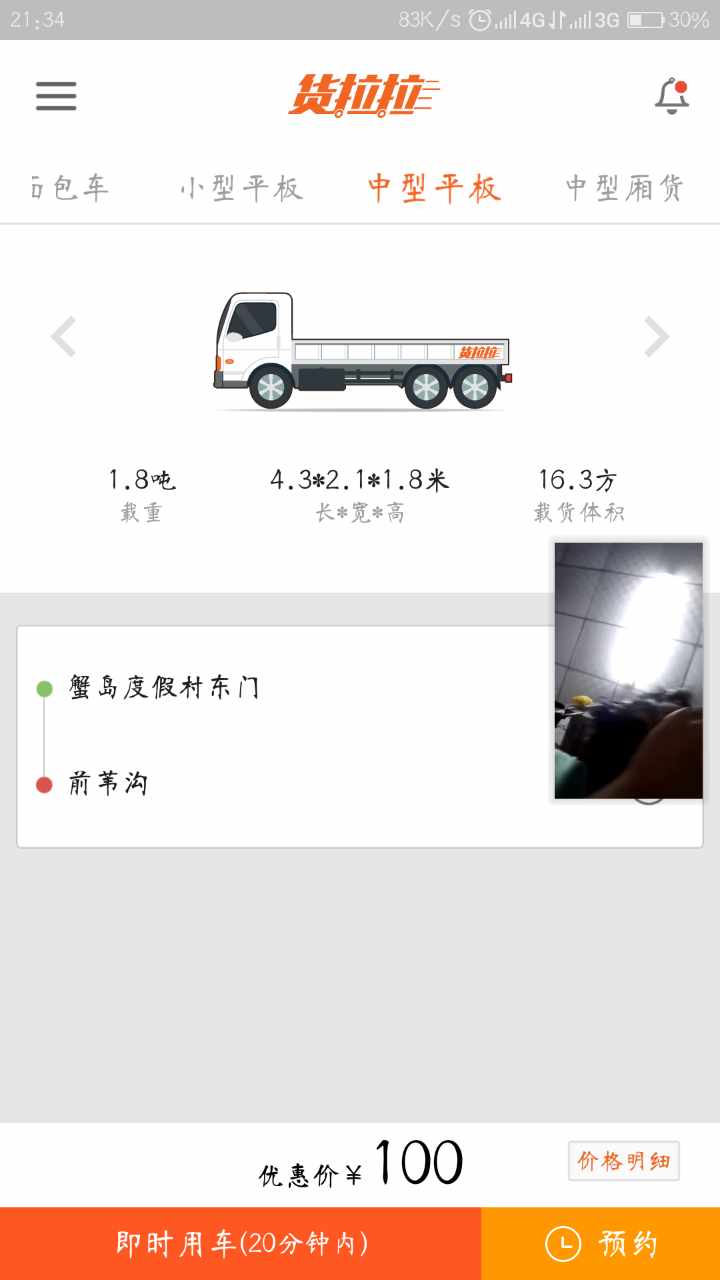 21:34 83K/s 4G 3G 30%
货拉拉
包车 小型平板 中型平板 中型厢货
货拉拉
1.8吨 4.3*2.1*1.8米 16.3方
载重 长*宽*高 载货体积
蟹岛度假村东门
前苇沟
优惠价¥100 价格明细
即时用车(20分钟内) 预约